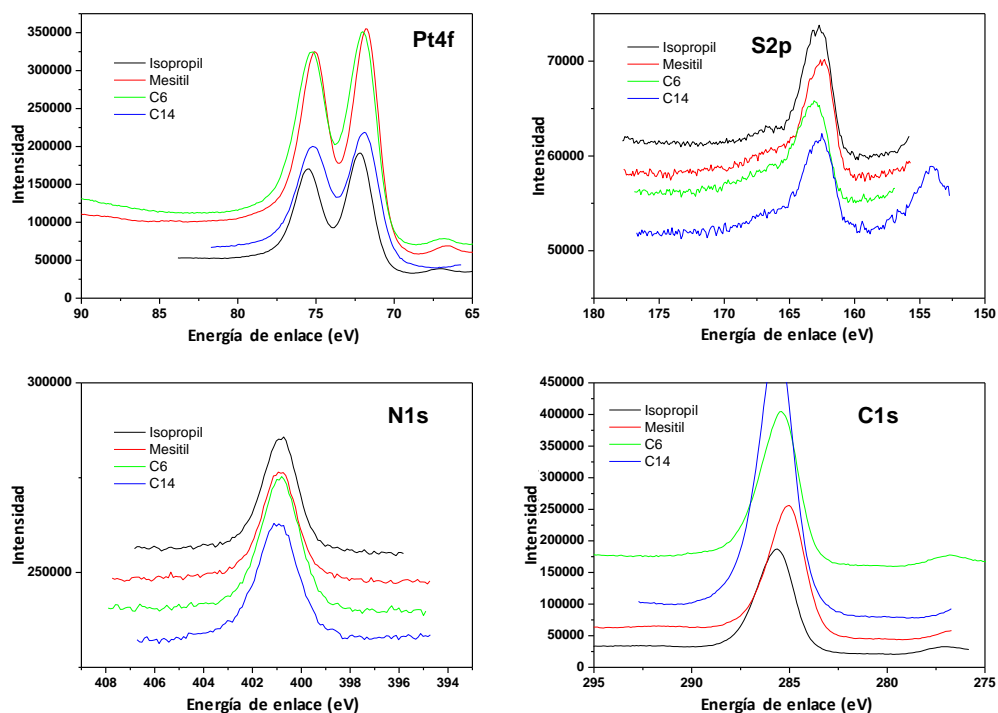 Pt4f
Isopropil
Mesitil
C6
C14
Intensidad
350000
300000
250000
200000
150000
100000
50000
0
90 85 80 75 70 65
Energía de enlace (eV)
S2p
Isopropil
Mesitil
C6
C14
Intensidad
70000
60000
50000
180 175 170 165 160 155 150
Energía de enlace (eV)
N1s
Isopropil
Mesitil
C6
C14
Intensidad
300000
250000
408 406 404 402 400 398 396 394
Energía de enlace (eV)
C1s
Isopropil
Mesitil
C6
C14
Intensidad
450000
400000
350000
300000
250000
200000
150000
100000
50000
0
295 290 285 280 275
Energía de enlace (eV)